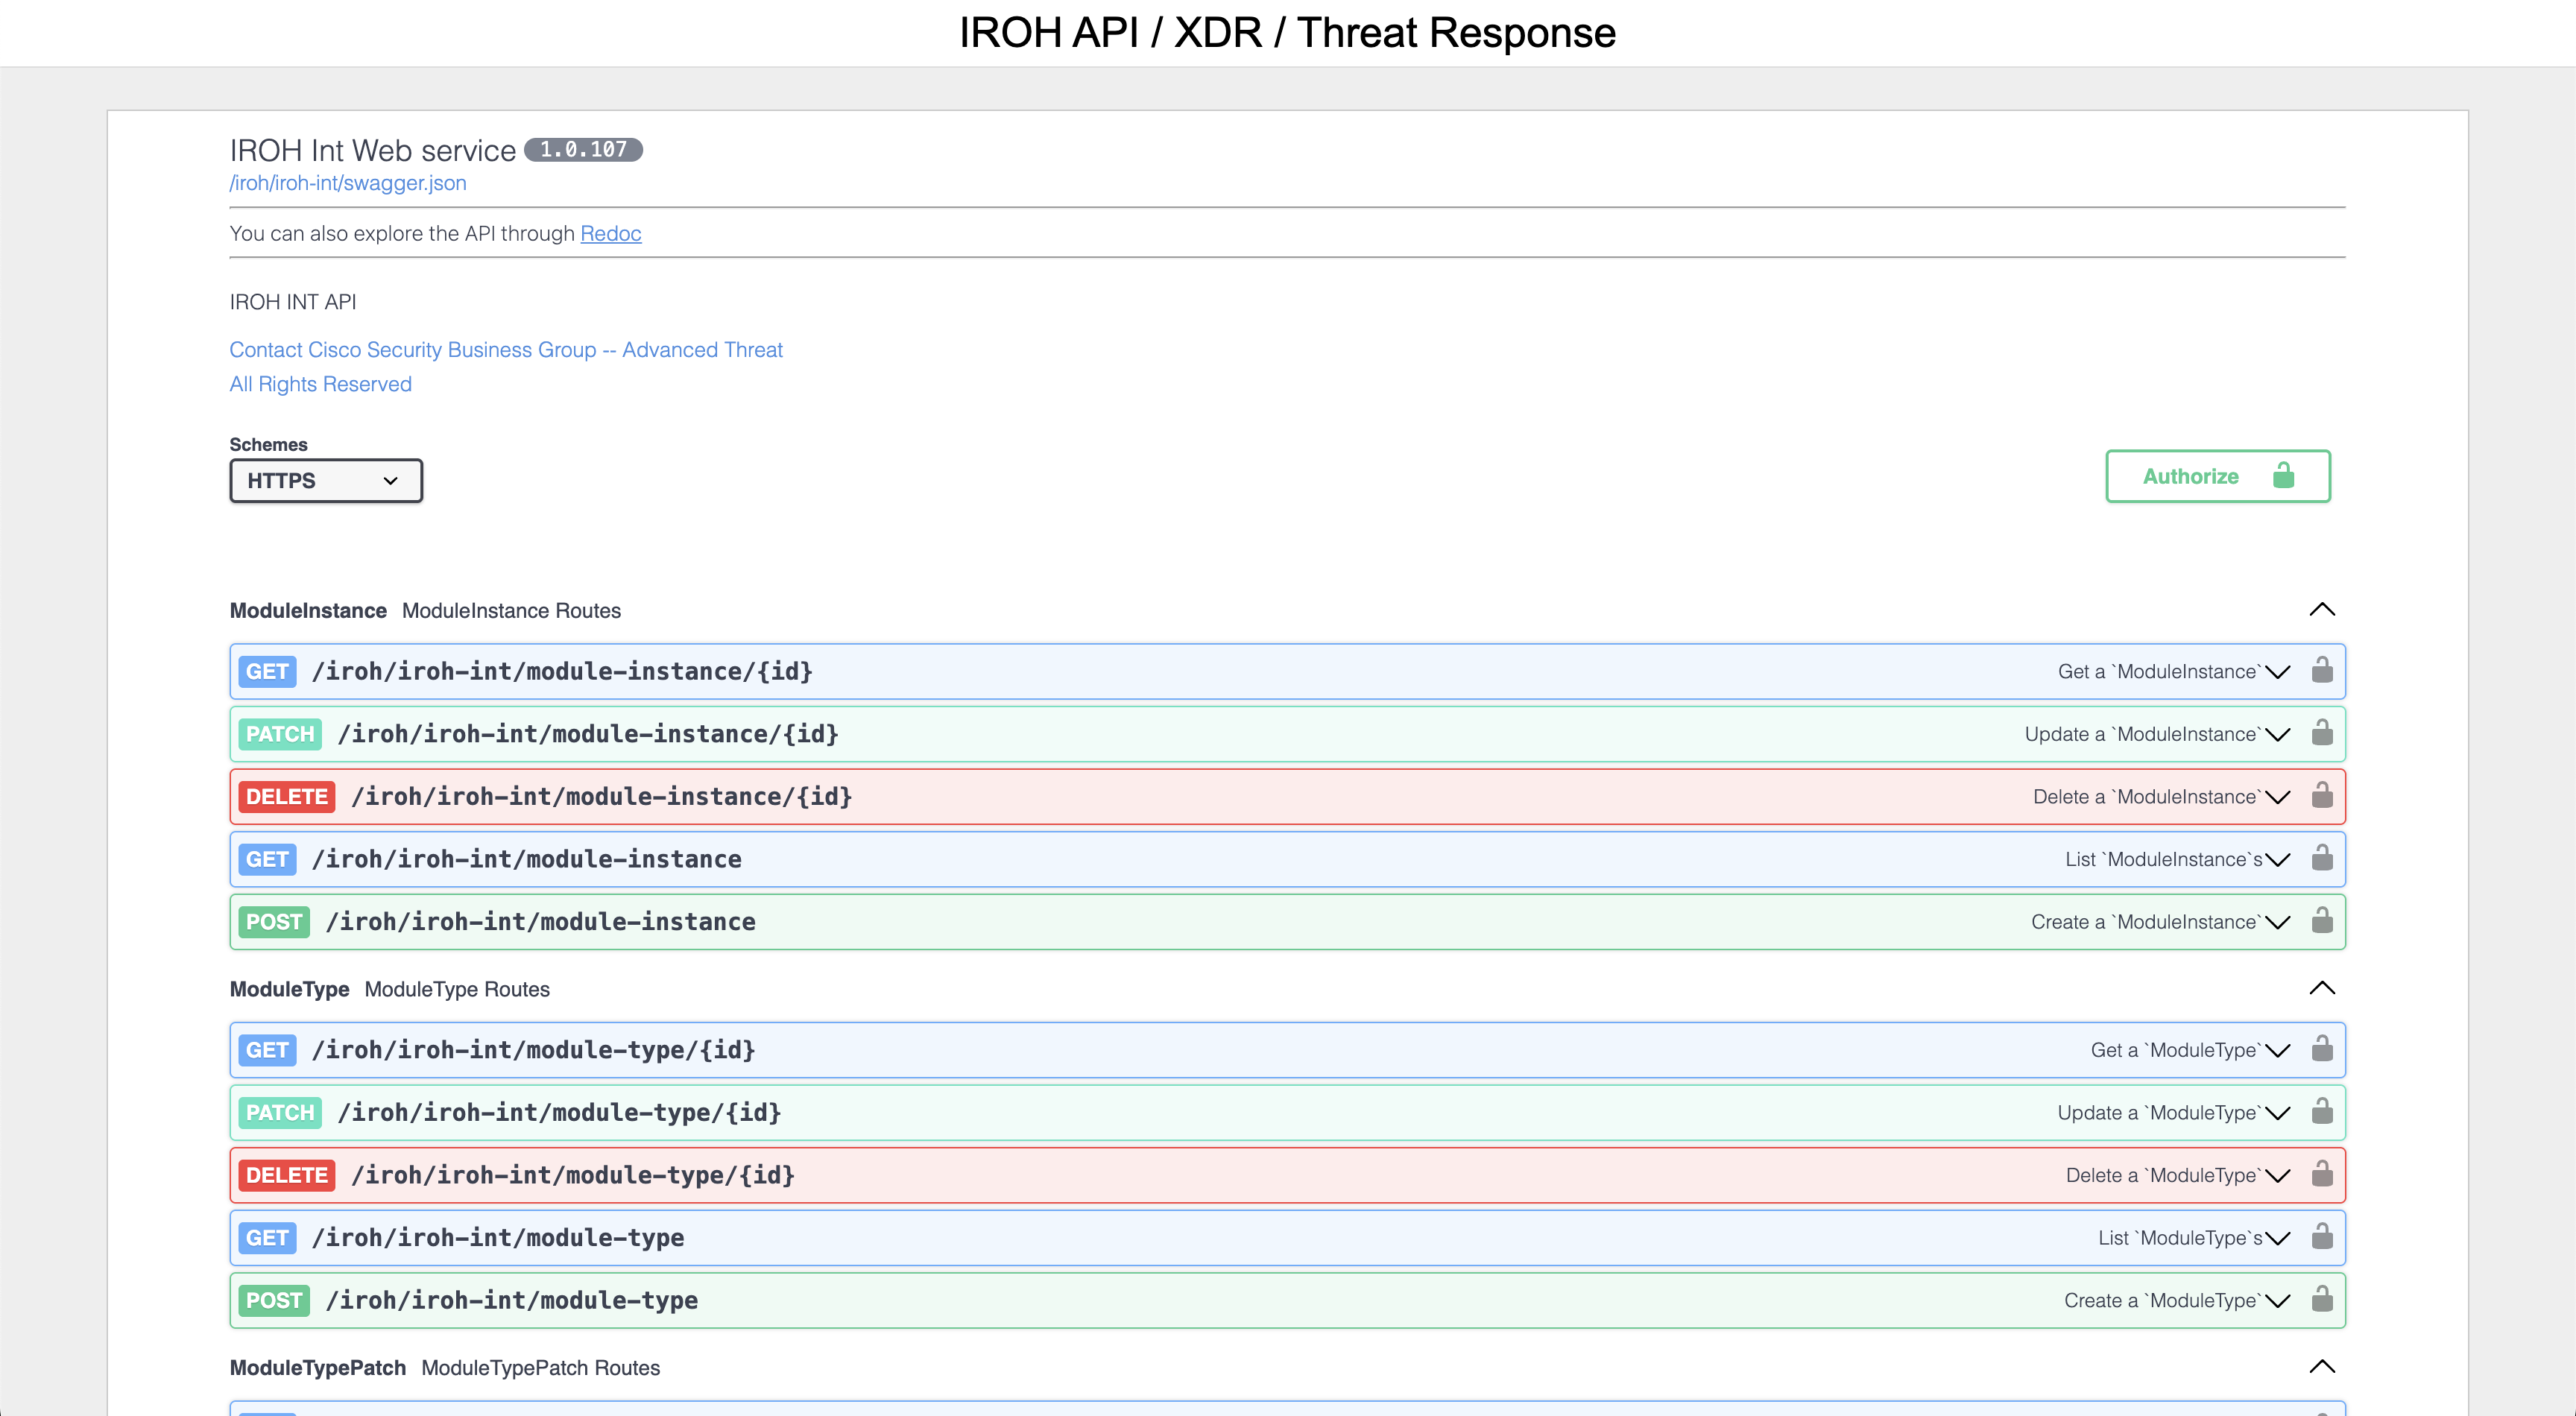 IROH API / XDR / Threat Response
IROH Int Web service 1.0.107
/iroh/iroh-int/swagger.json
You can also explore the API through Redoc
IROH INT API
Contact Cisco Security Business Group -- Advanced Threat
All Rights Reserved
Schemes
HTTPS
Authorize
ModuleInstance ModuleInstance Routes
GET /iroh/iroh-int/module-instance/{id} Get a `ModuleInstance`
PATCH /iroh/iroh-int/module-instance/{id} Update a `ModuleInstance`
DELETE /iroh/iroh-int/module-instance/{id} Delete a `ModuleInstance`
GET /iroh/iroh-int/module-instance List `ModuleInstance`s
POST /iroh/iroh-int/module-instance Create a `ModuleInstance`
ModuleType ModuleType Routes
GET /iroh/iroh-int/module-type/{id} Get a `ModuleType`
PATCH /iroh/iroh-int/module-type/{id} Update a `ModuleType`
DELETE /iroh/iroh-int/module-type/{id} Delete a `ModuleType`
GET /iroh/iroh-int/module-type List `ModuleType`s
POST /iroh/iroh-int/module-type Create a `ModuleType`
ModuleTypePatch ModuleTypePatch Routes